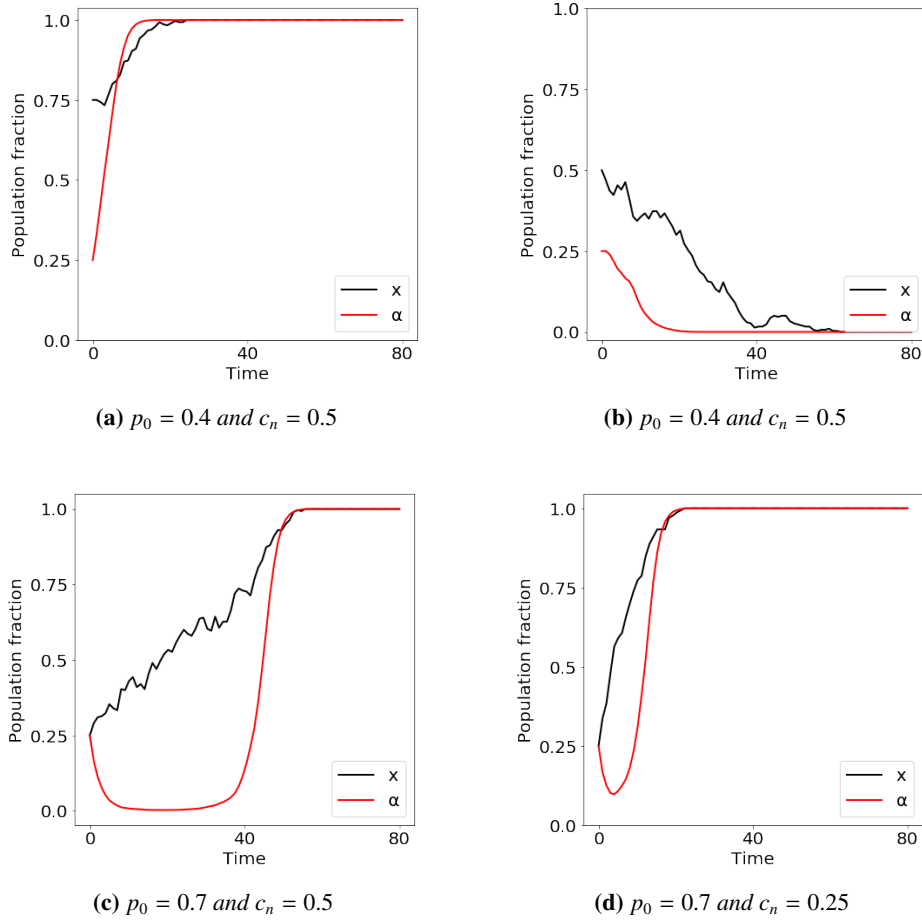 1.0
0.75
0.5
0.25
0.0
Population fraction
0
40
80
Time
x
α
(a) p₀ = 0.4 and cₙ = 0.5
1.0
0.75
0.5
0.25
0.0
Population fraction
0
40
80
Time
x
α
(b) p₀ = 0.4 and cₙ = 0.5
1.0
0.75
0.5
0.25
0.0
Population fraction
0
40
80
Time
x
α
(c) p₀ = 0.7 and cₙ = 0.5
1.0
0.75
0.5
0.25
0.0
Population fraction
0
40
80
Time
x
α
(d) p₀ = 0.7 and cₙ = 0.25